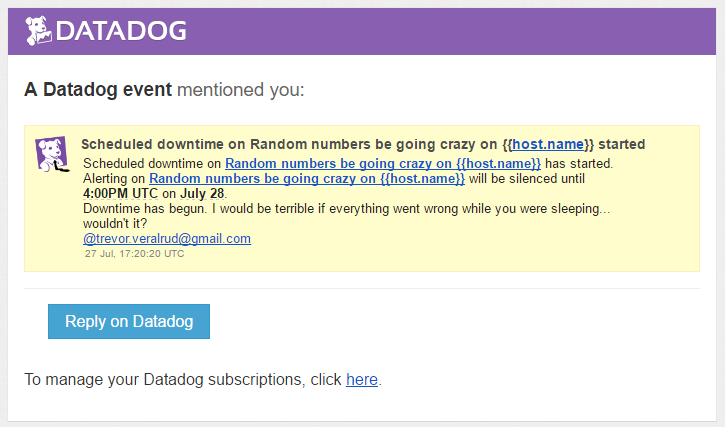 DATADOG
A Datadog event mentioned you:
Scheduled downtime on Random numbers be going crazy on {{host.name}} started
Scheduled downtime on Random numbers be going crazy on {{host.name}} has started.
Alerting on Random numbers be going crazy on {{host.name}} will be silenced until
4:00PM UTC on July 28.
Downtime has begun. I would be terrible if everything went wrong while you were sleeping...
wouldn't it?
@trevor.veralrud@gmail.com
27 Jul, 17:20:20 UTC
Reply on Datadog
To manage your Datadog subscriptions, click here.